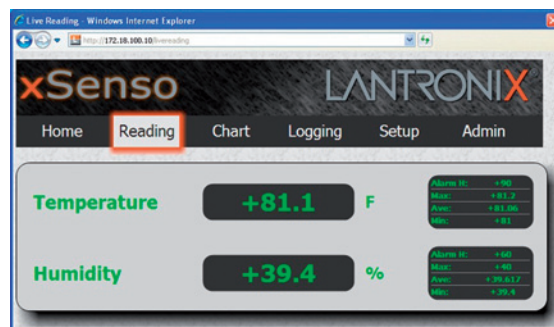 Live Reading - Windows Internet Explorer
http://172.18.100.10/livereading
xSenso LANTRONIX
Home Reading Chart Logging Setup Admin
Temperature +81.1 F
Alarm H: +90
Max: +81.2
Ave: +81.06
Min: +81
Humidity +39.4 %
Alarm H: +60
Max: +40
Ave: +39.617
Min: +39.4